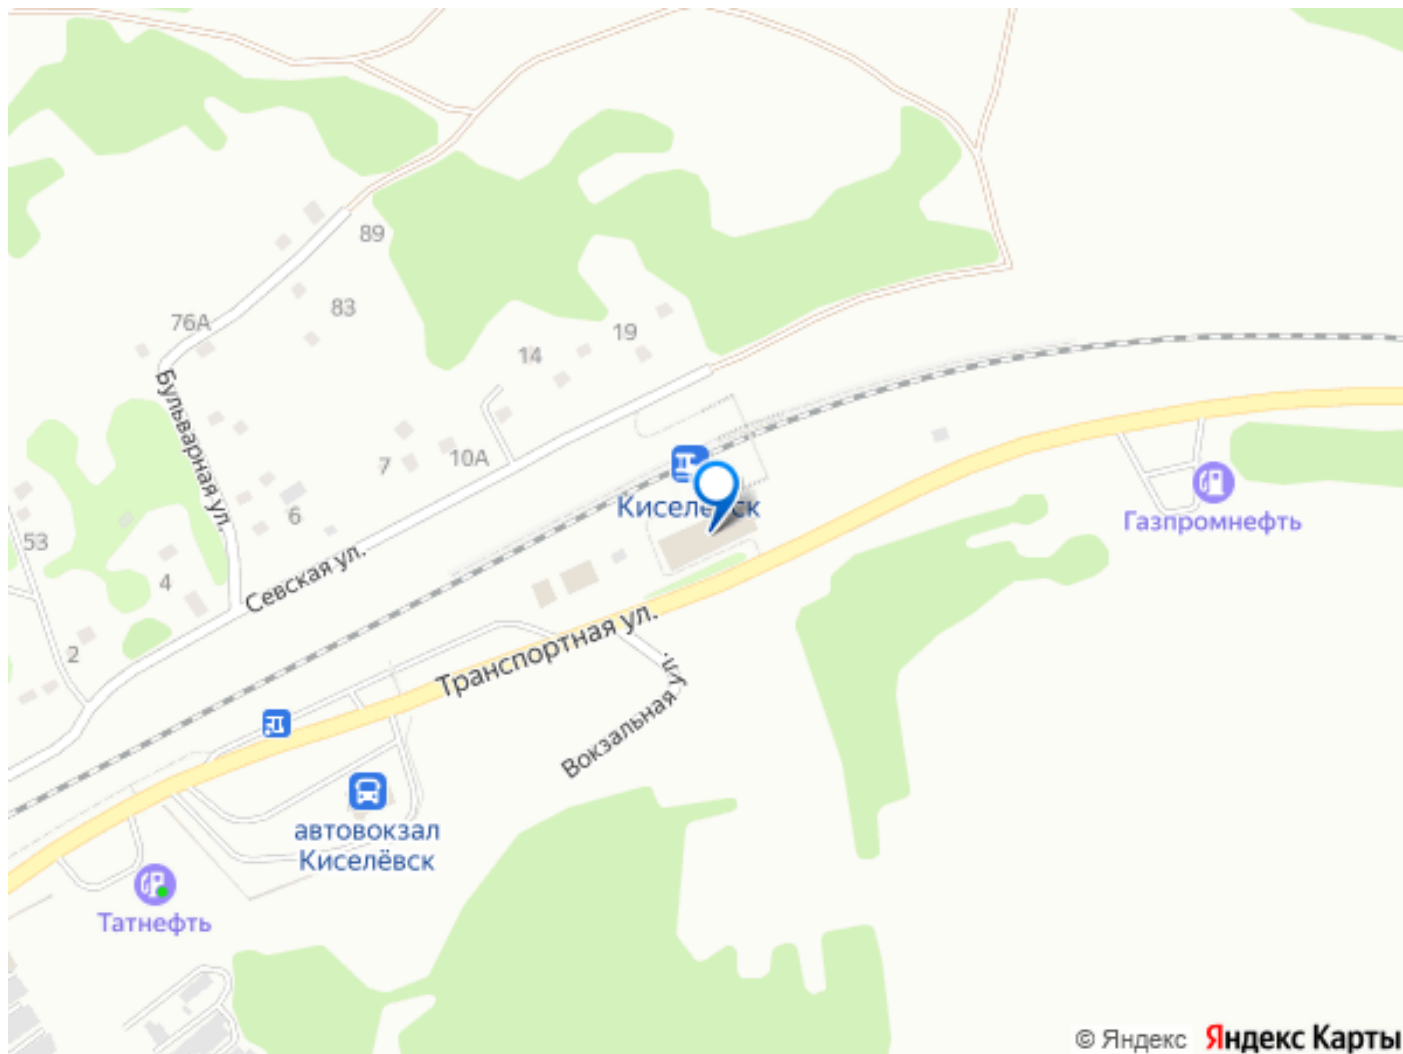 89
83
76А
19
14
Бульварная ул.
7
10А
Киселёвск
6
Газпромнефть
53
4
Севская ул.
2
Транспортная ул.
Вокзальная ул.
автовокзал
Киселёвск
Татнефть
© Яндекс Яндекс Карты